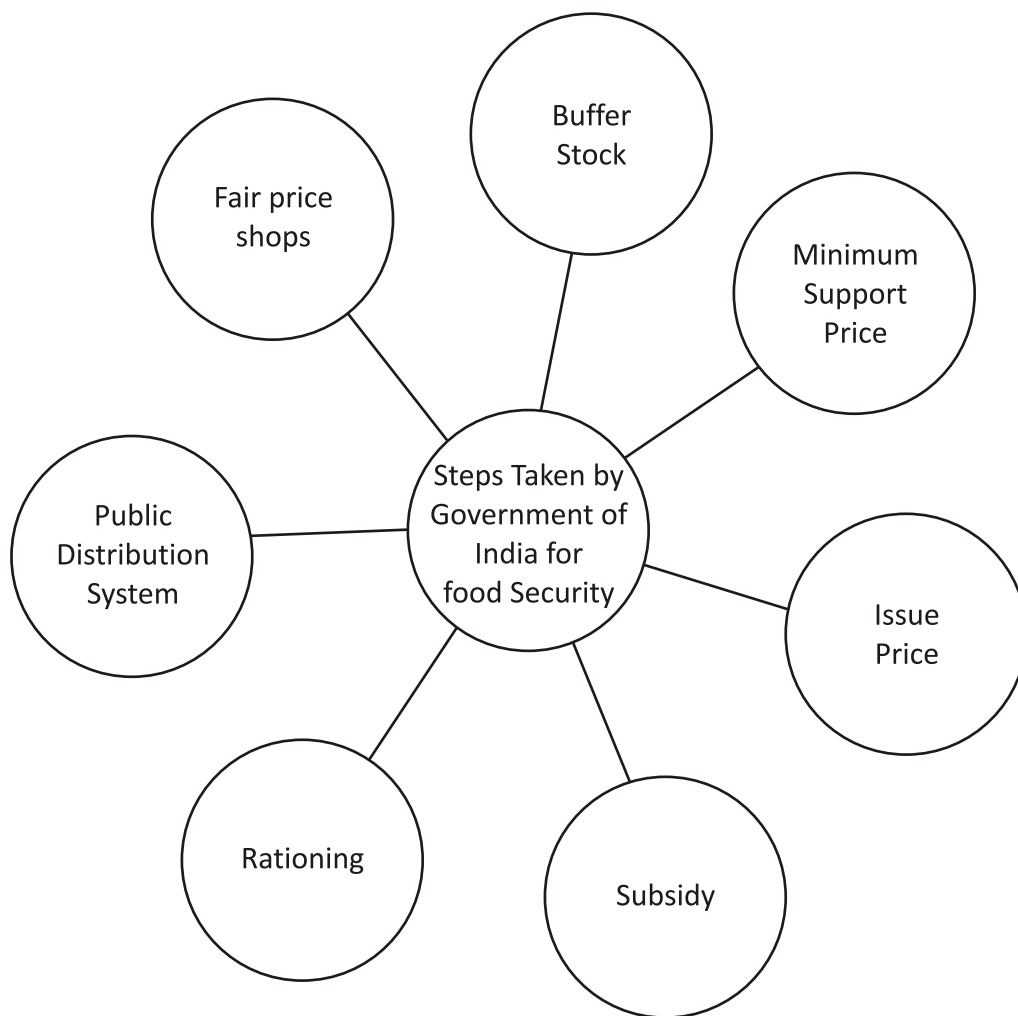 Buffer
Stock
Fair price
shops
Minimum
Support
Price
Steps Taken by
Government of
India for
food Security
Public
Distribution
System
Issue
Price
Rationing
Subsidy